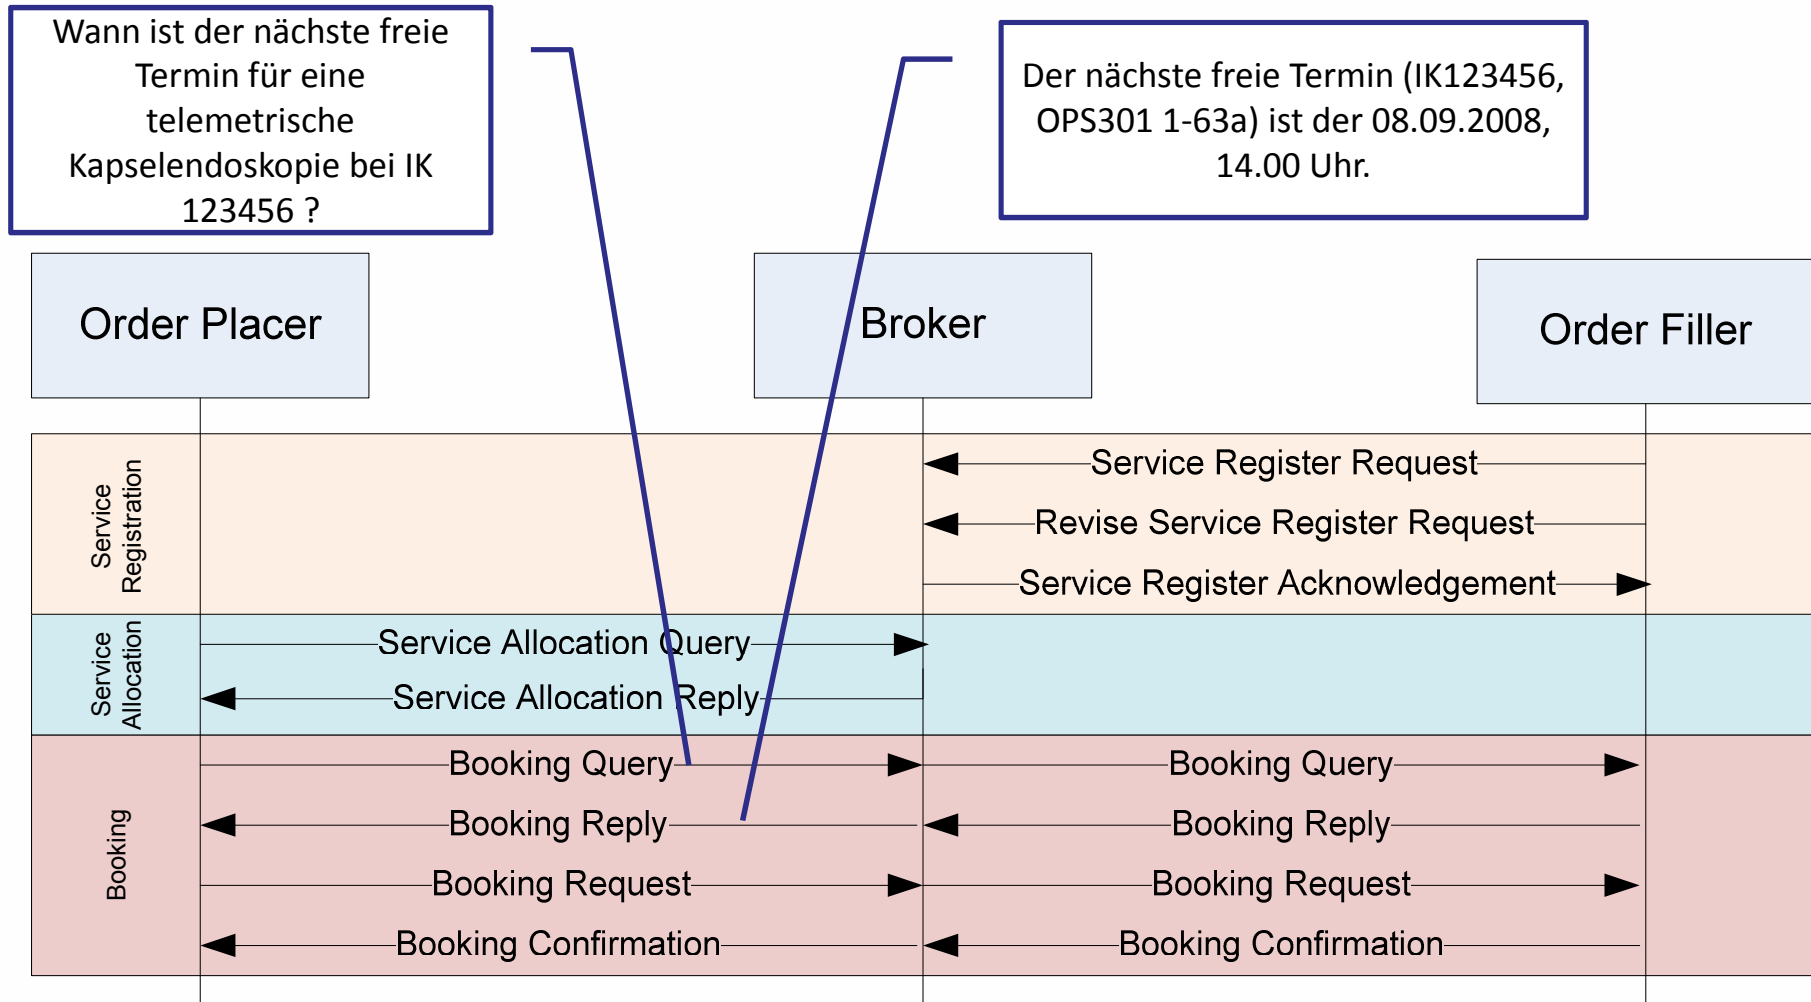 Wann ist der nächste freie
Termin für eine
telemetrische
Kapselendoskopie bei IK
123456 ?
Der nächste freie Termin (IK123456,
OPS301 1-63a) ist der 08.09.2008,
14.00 Uhr.
Order Placer
Broker
Order Filler
Service
Registration
Service Register Request
Revise Service Register Request
Service Register Acknowledgement
Service
Allocation
Service Allocation Query
Service Allocation Reply
Booking
Booking Query
Booking Query
Booking Reply
Booking Reply
Booking Request
Booking Request
Booking Confirmation
Booking Confirmation